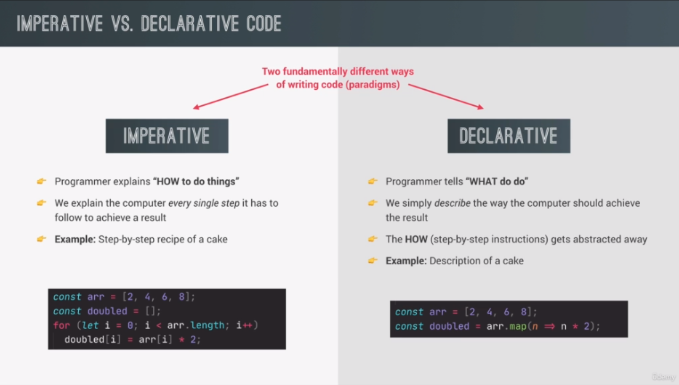 IMPERATIVE VS. DECLARATIVE CODE
Two fundamentally different ways
of writing code (paradigms)
IMPERATIVE
Programmer explains “HOW to do things”
We explain the computer every single step it has to
follow to achieve a result
Example: Step-by-step recipe of a cake
const arr = [2, 4, 6, 8];
const doubled = [];
for (let i = 0; i < arr.length; i++)
doubled[i] = arr[i] * 2;
DECLARATIVE
Programmer tells “WHAT do do”
We simply describe the way the computer should achieve
the result
The HOW (step-by-step instructions) gets abstracted away
Example: Description of a cake
const arr = [2, 4, 6, 8];
const doubled = arr.map(n ⇒ n * 2);
Udemy